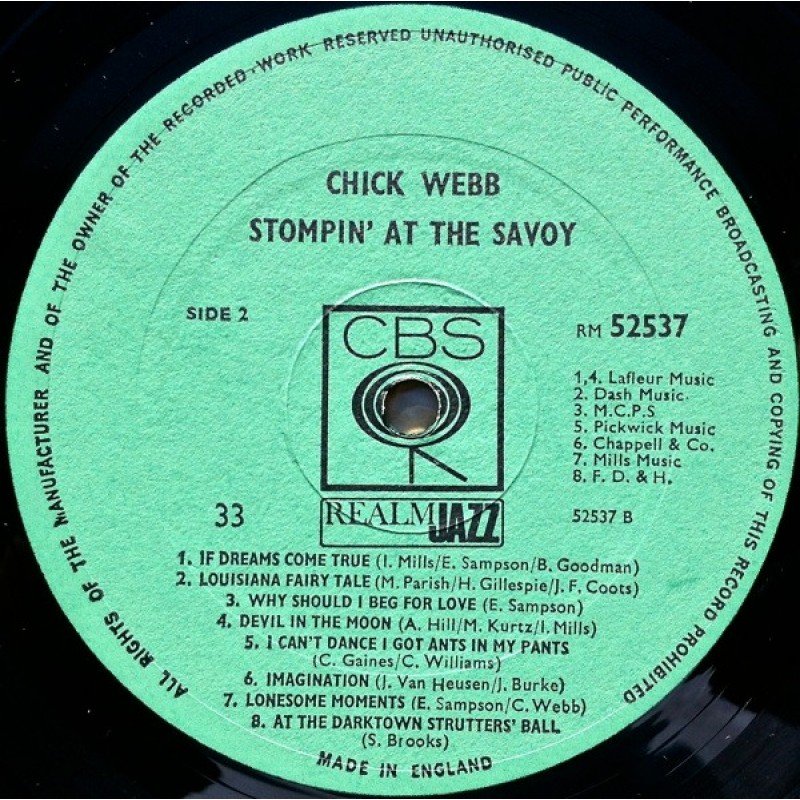 ALL RIGHTS OF THE MANUFACTURER AND OF THE OWNER OF THE RECORDED WORK RESERVED UNAUTHORISED PUBLIC PERFORMANCE BROADCASTING AND COPYING OF THIS RECORD PROHIBITED
CHICK WEBB
STOMPIN' AT THE SAVOY
SIDE 2
RM 52537
CBS
1,4. Lafleur Music
2. Dash Music.
3. M.C.P.S
5. Pickwick Music
6. Chappell & Co.
7. Mills Music
8. F. D. & H.
33
REALM JAZZ
52537 B
1. IF DREAMS COME TRUE (I. Mills/E. Sampson/B. Goodman)
2. LOUISIANA FAIRY TALE (M. Parish/H. Gillespie/J. F. Coots)
3. WHY SHOULD I BEG FOR LOVE (E. Sampson)
4. DEVIL IN THE MOON (A. Hill/M. Kurtz/I. Mills)
5. I CAN'T DANCE I GOT ANTS IN MY PANTS
(C. Gaines/C. Williams)
6. IMAGINATION (J. Van Heusen/J. Burke)
7. LONESOME MOMENTS (E. Sampson/C. Webb)
8. AT THE DARKTOWN STRUTTERS' BALL
(S. Brooks)
MADE IN ENGLAND